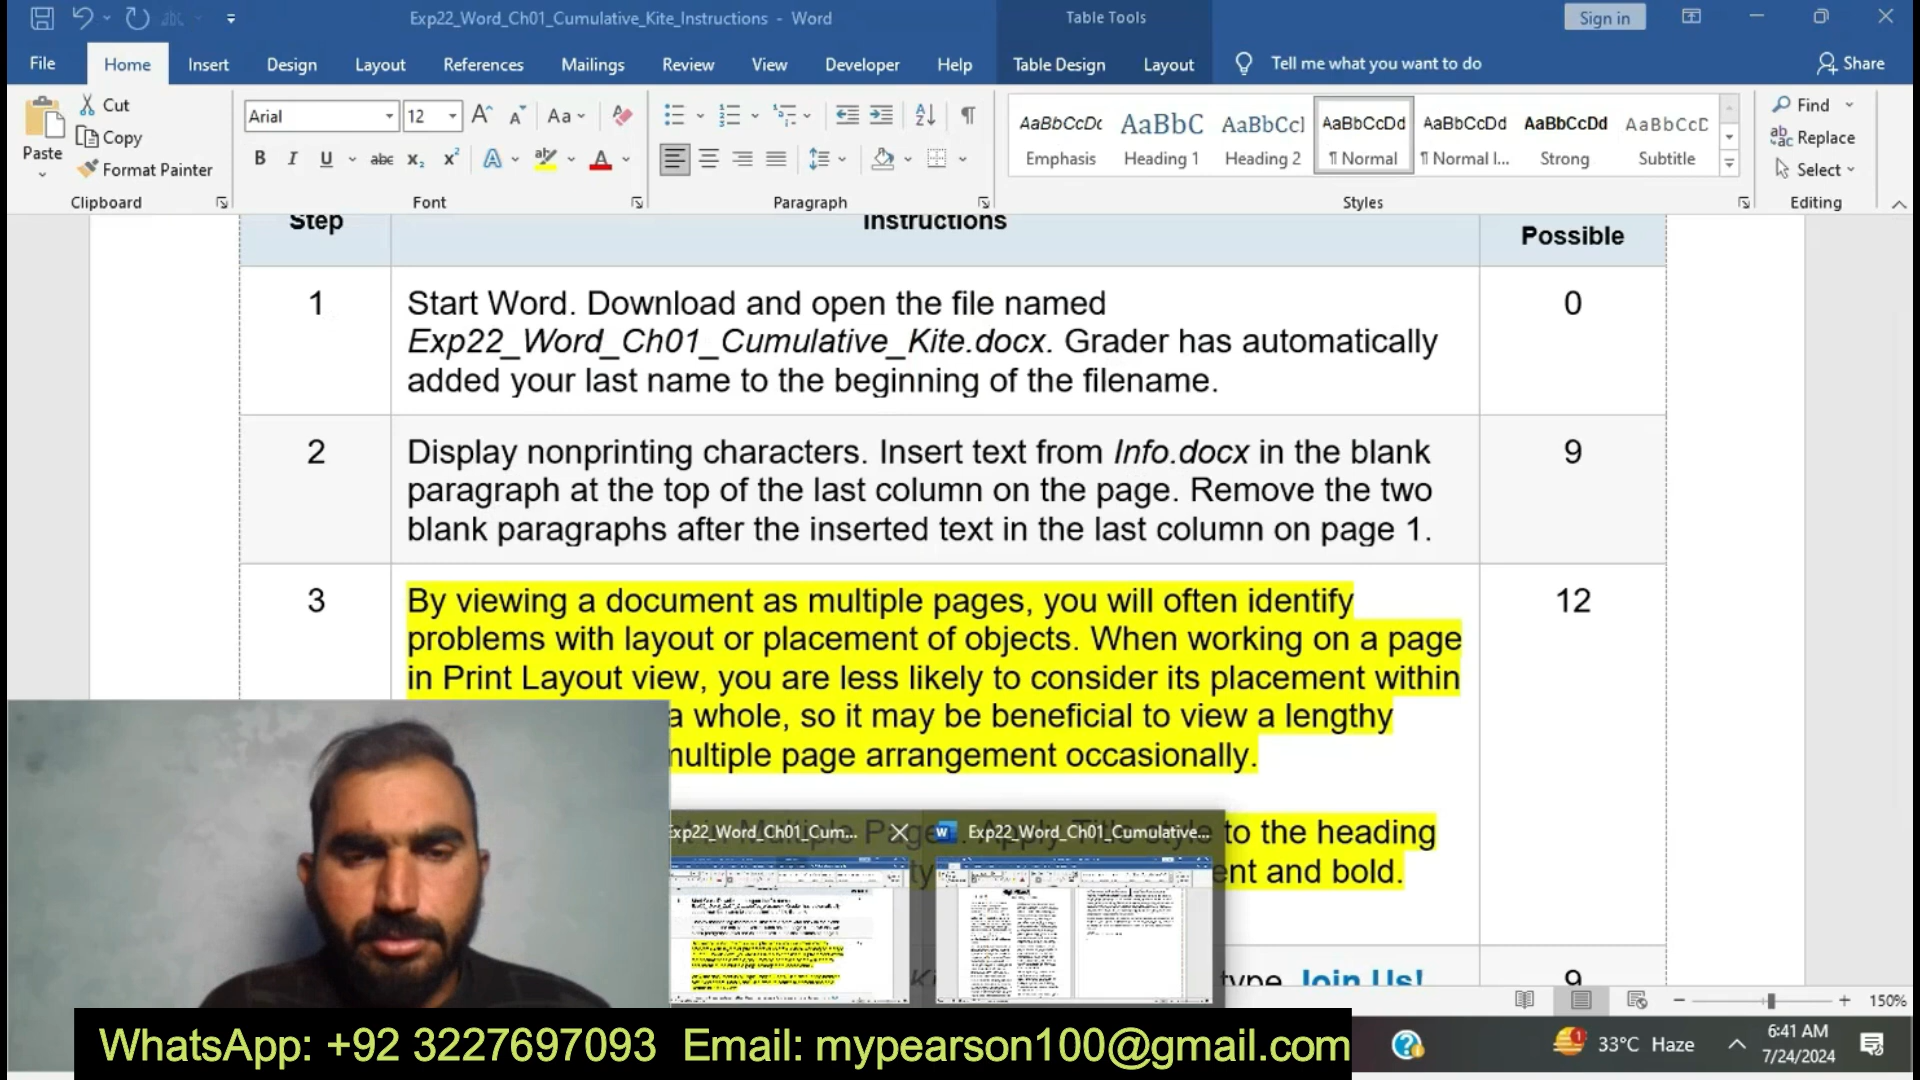 Exp22_Word_Ch01_Cumulative_Kite_Instructions - Word
Table Tools
Sign in
File Home Insert Design Layout References Mailings Review View Developer Help Table Design Layout Tell me what you want to do Share
Paste
Cut
Copy
Format Painter
Clipboard
Arial 12
Font
Paragraph
AaBbCcDc AaBbC AaBbCcI AaBbCcDd AaBbCcDd AaBbCcDd AaBbCcD
Emphasis Heading 1 Heading 2 ¶ Normal ¶ Normal I... Strong Subtitle
Styles
Find
Replace
Select
Editing
Step Instructions Possible
1 Start Word. Download and open the file named 0
Exp22_Word_Ch01_Cumulative_Kite.docx. Grader has automatically
added your last name to the beginning of the filename.
2 Display nonprinting characters. Insert text from Info.docx in the blank 9
paragraph at the top of the last column on the page. Remove the two
blank paragraphs after the inserted text in the last column on page 1.
3 By viewing a document as multiple pages, you will often identify 12
problems with layout or placement of objects. When working on a page
in Print Layout view, you are less likely to consider its placement within
a whole, so it may be beneficial to view a lengthy
multiple page arrangement occasionally.
Exp22_Word_Ch01_Cum... Exp22_Word_Ch01_Cumulative...
Apply Title style to the heading
ent and bold.
type Join Us! 9
150%
WhatsApp: +92 3227697093 Email: mypearson100@gmail.com
33°C Haze
6:41 AM
7/24/2024